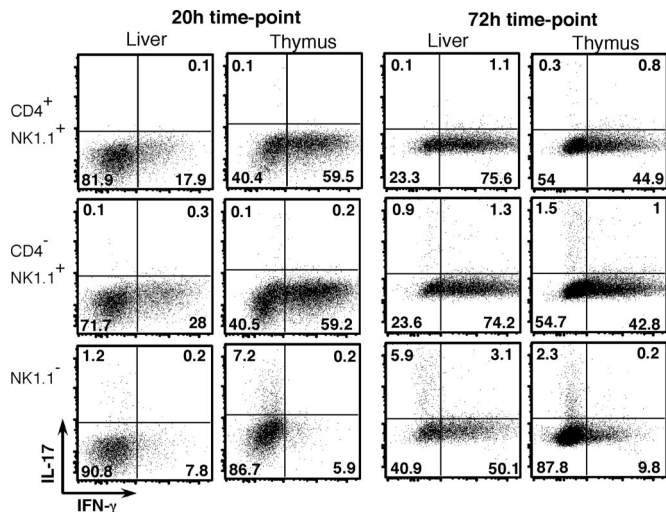 20h time-point 72h time-point
Liver Thymus Liver Thymus
CD4+
NK1.1+
0.1 0.1 0.1 1.1 0.3 0.8
81.9 17.9 40.4 59.5 23.3 75.6 54 44.9
CD4-
NK1.1+
0.1 0.3 0.1 0.2 0.9 1.3 1.5 1
71.7 28 40.5 59.2 23.6 74.2 54.7 42.8
NK1.1-
1.2 0.2 7.2 0.2 5.9 3.1 2.3 0.2
90.8 7.8 86.7 5.9 40.9 50.1 87.8 9.8
IL-17
IFN-γ